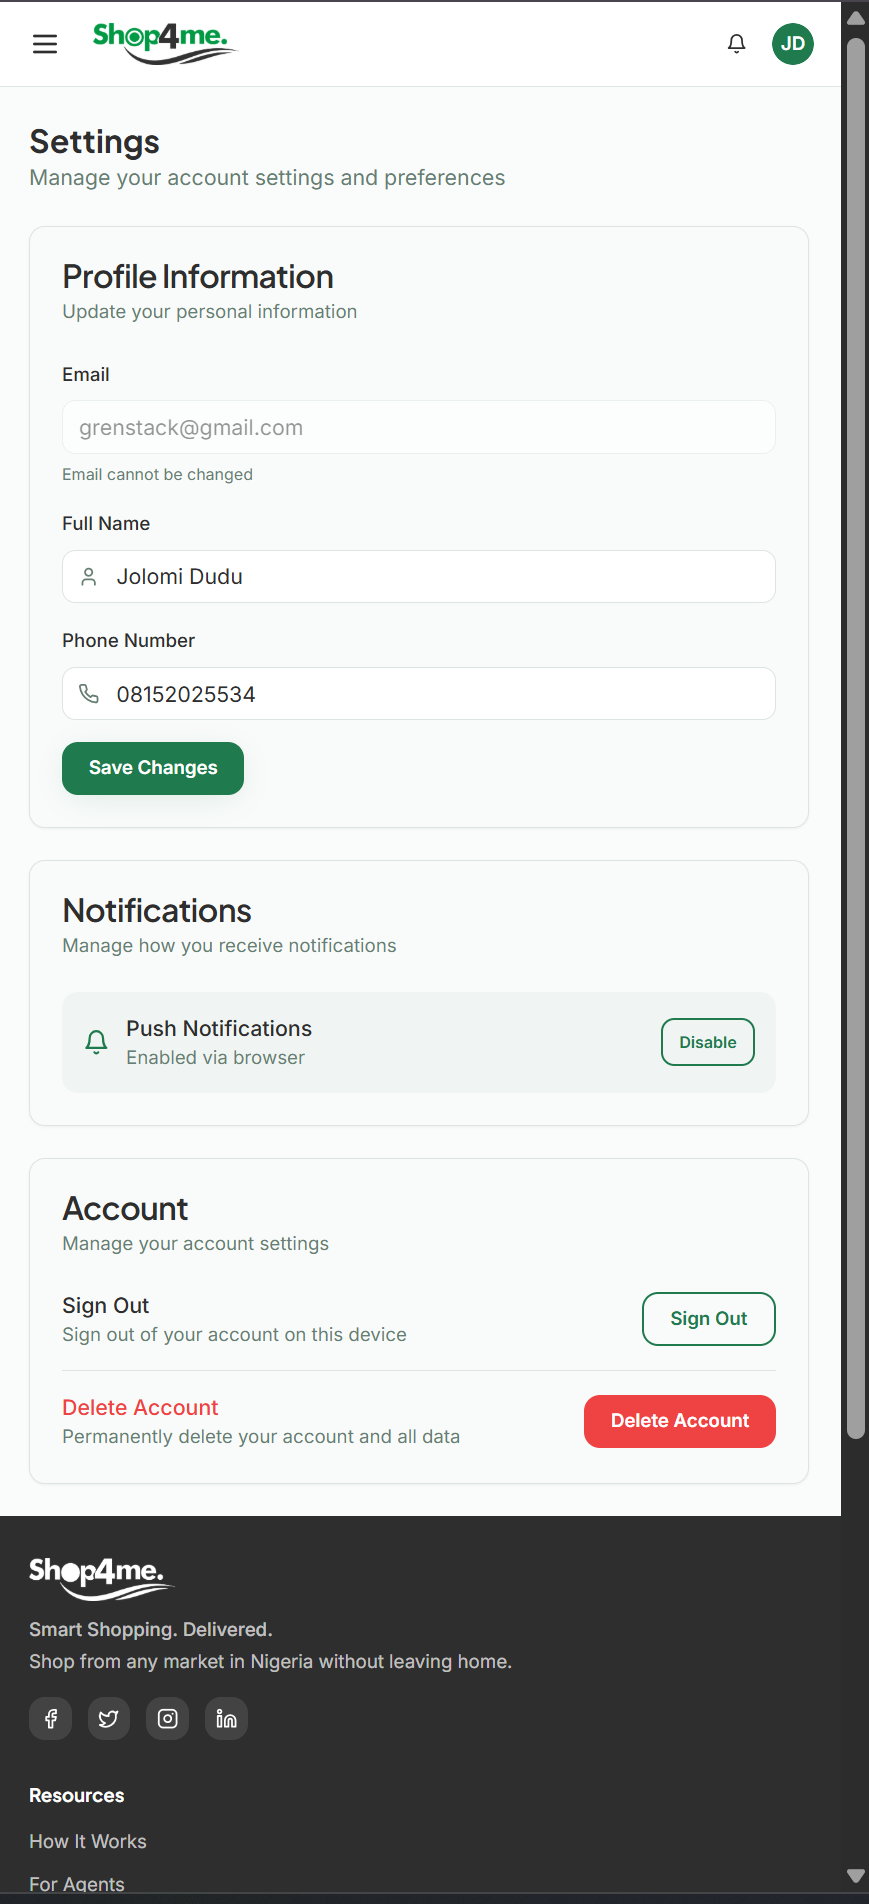 Shop4me.
JD
Settings
Manage your account settings and preferences
Profile Information
Update your personal information
Email
grenstack@gmail.com
Email cannot be changed
Full Name
Jolomi Dudu
Phone Number
08152025534
Save Changes
Notifications
Manage how you receive notifications
Push Notifications
Enabled via browser
Disable
Account
Manage your account settings
Sign Out
Sign out of your account on this device
Sign Out
Delete Account
Permanently delete your account and all data
Delete Account
Shop4me.
Smart Shopping. Delivered.
Shop from any market in Nigeria without leaving home.
Resources
How It Works
For Agents